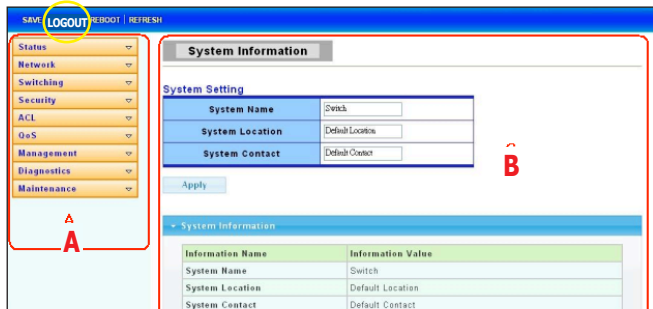 SAVE LOGOUT REBOOT | REFRESH
Status
Network
Switching
Security
ACL
QoS
Management
Diagnostics
Maintenance
A
System Information
System Setting
System Name Switch
System Location Default Location
System Contact Default Contact
Apply
B
System Information
Information Name Information Value
System Name Switch
System Location Default Location
System Contact Default Contact